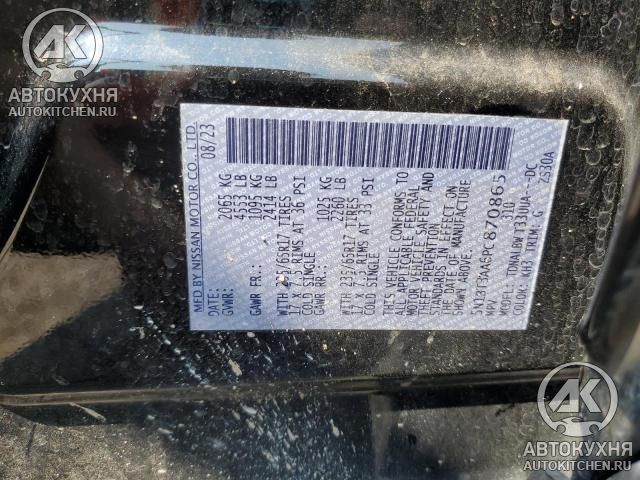 АВТОКУХНЯ
AUTOKITCHEN.RU
MFD BY NISSAN MOTOR CO., LTD.
DATE: 08/23
GVWR: 2065 KG
4553 LB
GAWR FR: 1095 KG
2414 LB
WITH 235/65R17 TIRES
17 X 7.5 RIMS AT 36 PSI
COLD SINGLE
GAWR RR: 1025 KG
2260 LB
WITH 235/65R17 TIRES
17 X 7.5 RIMS AT 33 PSI
COLD SINGLE
THIS VEHICLE CONFORMS TO
ALL APPLICABLE FEDERAL
MOTOR VEHICLE SAFETY AND
THEFT PREVENTION
STANDARDS IN EFFECT ON THE DATE OF MANUFACTURE
SHOWN ABOVE.
870865
MPV 310
COLOR: KH3 TRIM: G
АВТОКУХНЯ
AUTOKITCHEN.RU